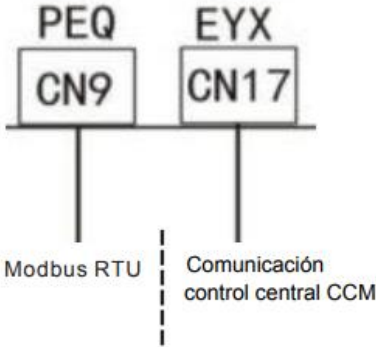 PEQ EYX
CN9 CN17
Modbus RTU
Comunicación
control central CCM